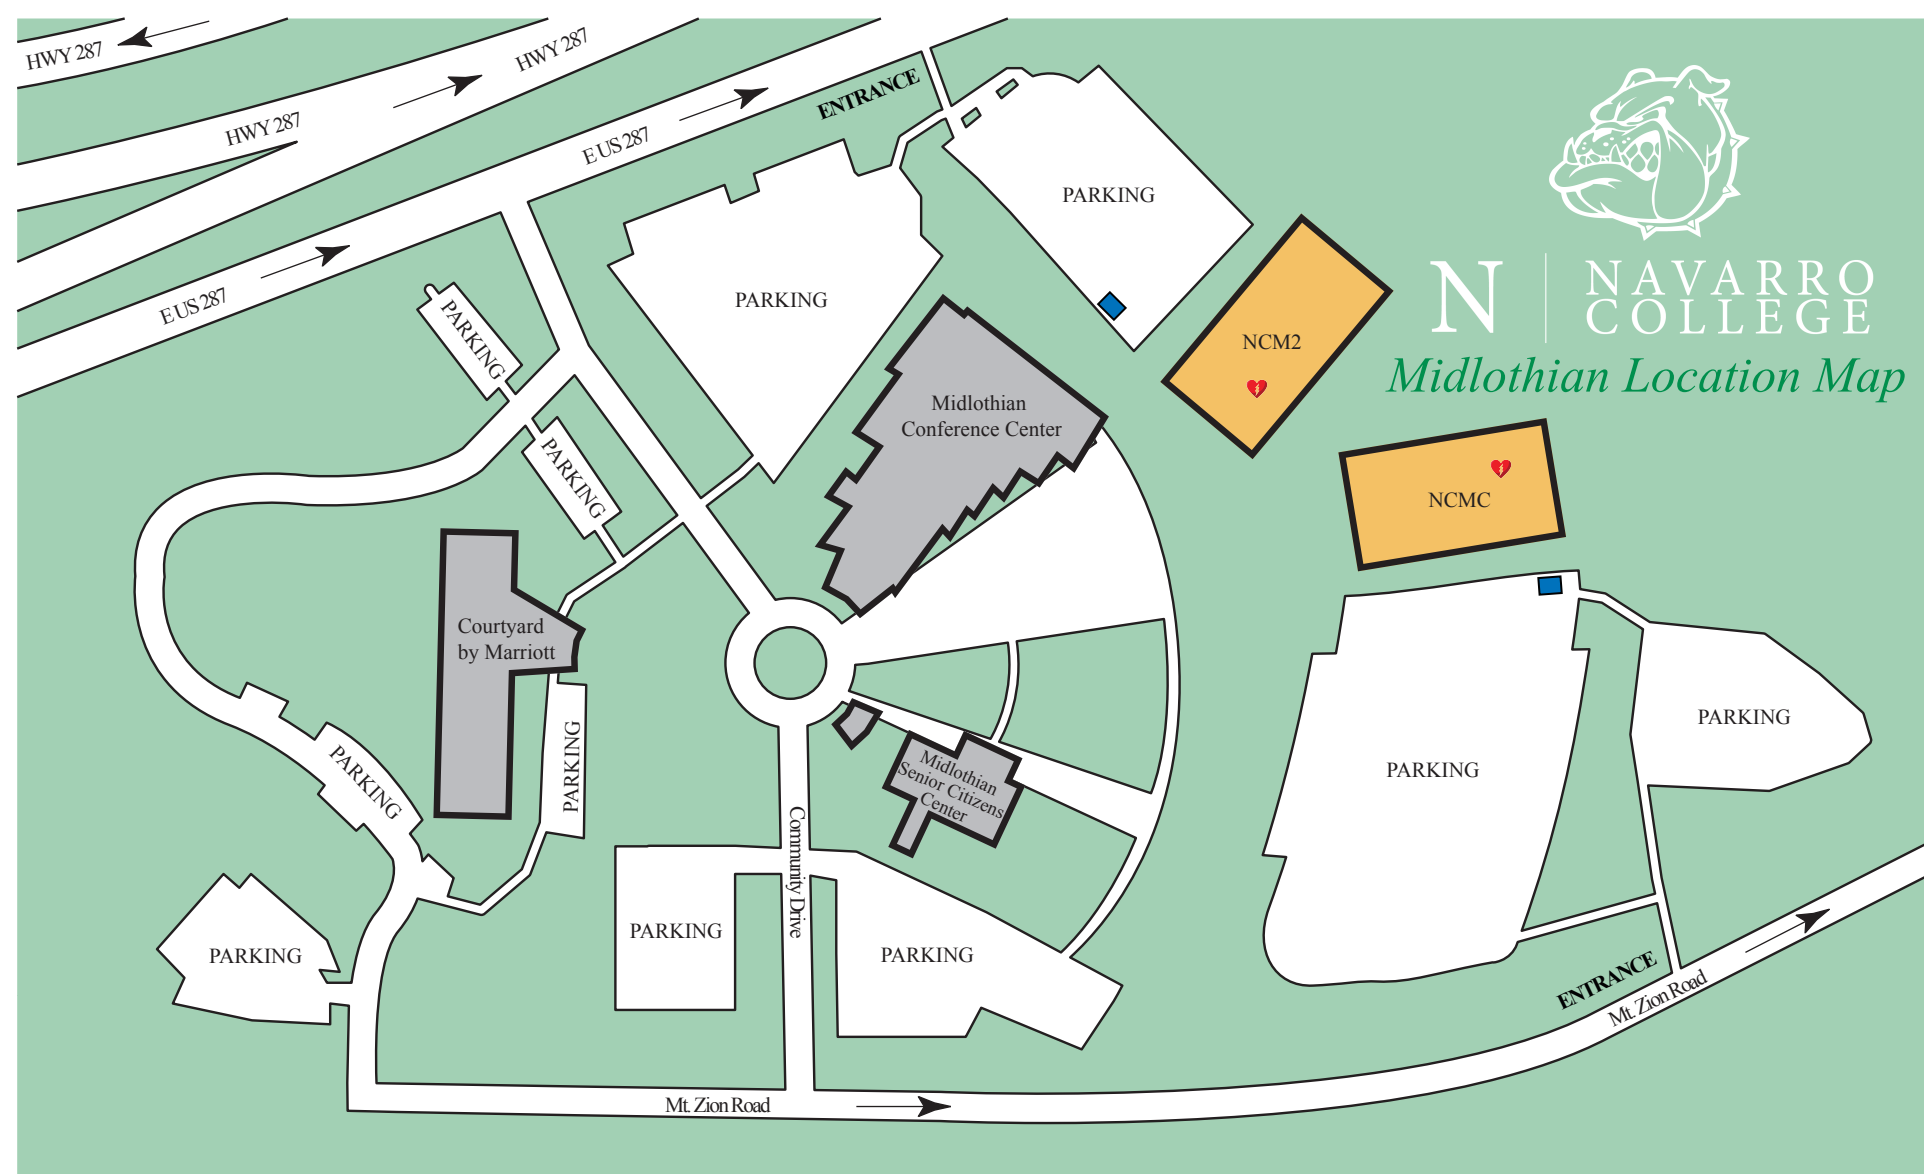 HWY 287
HWY 287
HWY 287
E US 287
E US 287
ENTRANCE
PARKING
PARKING
PARKING
PARKING
N
NAVARRO
COLLEGE
Midlothian Location Map
NCM2
NCMC
Midlothian
Conference Center
Courtyard
by Marriott
PARKING
PARKING
PARKING
Midlothian
Senior Citizens
Center
Community Drive
PARKING
PARKING
PARKING
PARKING
PARKING
ENTRANCE
Mt. Zion Road
Mt. Zion Road